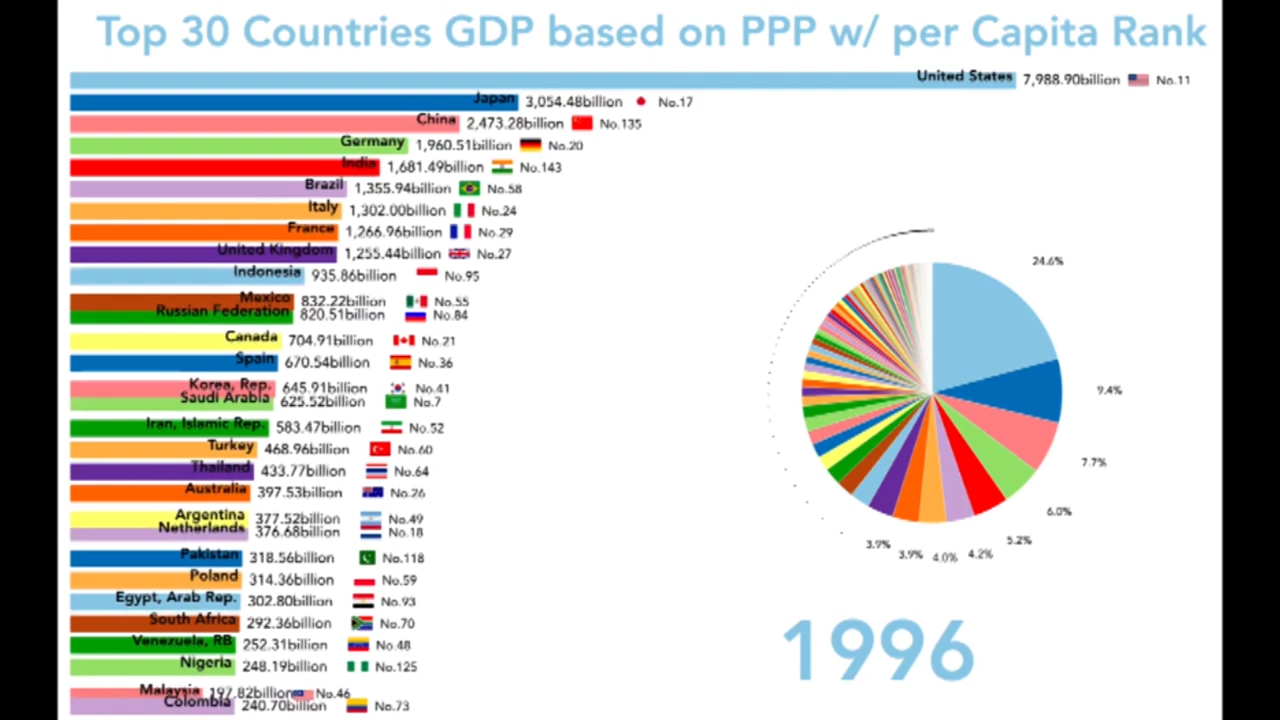 Top 30 Countries GDP based on PPP w/ per Capita Rank
United States 7,988.90billion No.11
Japan 3,054.48billion No.17
China 2,473.28billion No.135
Germany 1,960.51billion No.20
India 1,681.49billion No.143
Brazil 1,355.94billion No.58
Italy 1,302.00billion No.24
France 1,266.96billion No.29
United Kingdom 1,255.44billion No.27
Indonesia 935.86billion No.95
Mexico 832.22billion No.55
Russian Federation 820.51billion No.84
Canada 704.91billion No.21
Spain 670.54billion No.36
Korea, Rep. 645.91billion No.41
Saudi Arabia 625.52billion No.7
Iran, Islamic Rep. 583.47billion No.52
Turkey 468.96billion No.60
Thailand 433.77billion No.64
Australia 397.53billion No.26
Argentina 377.52billion No.49
Netherlands 376.68billion No.18
Pakistan 318.56billion No.118
Poland 314.36billion No.59
Egypt, Arab Rep. 302.80billion No.93
South Africa 292.36billion No.70
Venezuela, RB 252.31billion No.48
Nigeria 248.19billion No.125
Malaysia 197.82billion No.46
Colombia 240.70billion No.73
24.6%
9.4%
7.7%
6.0%
5.2%
4.2%
4.0%
3.9%
3.9%
1996